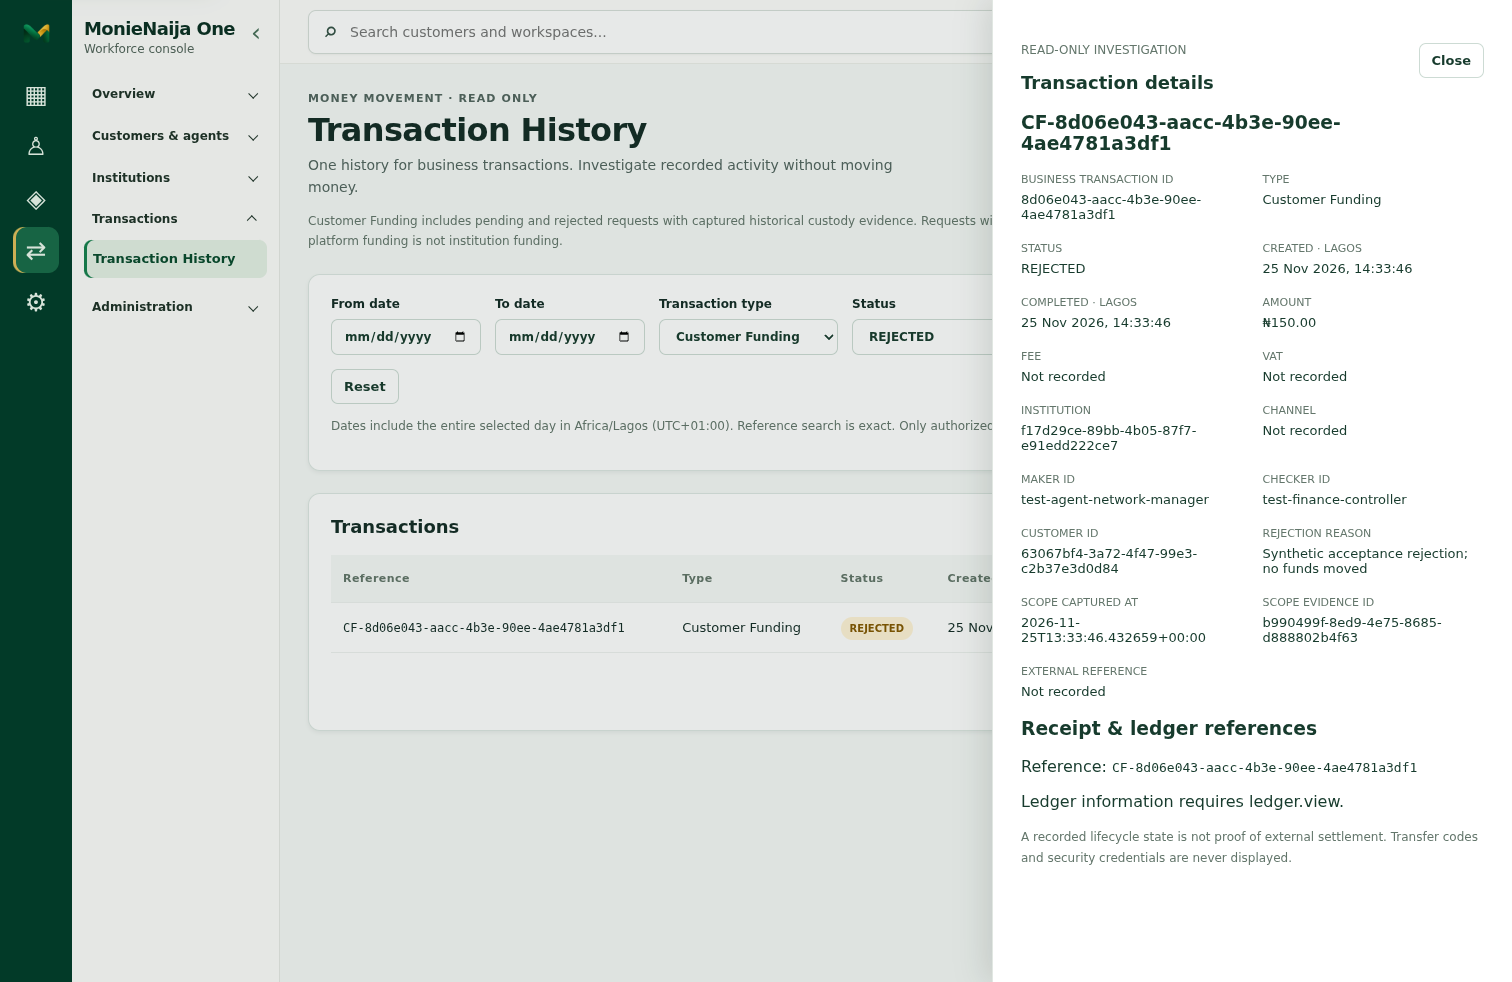 MonieNaija One
Workforce console
Overview
Customers & agents
Institutions
Transactions
Transaction History
Administration
Search customers and workspaces...
MONEY MOVEMENT · READ ONLY
Transaction History
One history for business transactions. Investigate recorded activity without moving
money.
Customer Funding includes pending and rejected requests with captured historical custody evidence. Requests
platform funding is not institution funding.
From date
To date
Transaction type
Status
mm/dd/yyyy
mm/dd/yyyy
Customer Funding
REJECTED
Reset
Dates include the entire selected day in Africa/Lagos (UTC+01:00). Reference search is exact. Only authorized
Transactions
Reference
Type
Status
Create
CF-8d06e043-aacc-4b3e-90ee-4ae4781a3df1
Customer Funding
REJECTED
25 Nov
READ-ONLY INVESTIGATION
Close
Transaction details
CF-8d06e043-aacc-4b3e-90ee-
4ae4781a3df1
BUSINESS TRANSACTION ID
8d06e043-aacc-4b3e-90ee-
4ae4781a3df1
TYPE
Customer Funding
STATUS
REJECTED
CREATED · LAGOS
25 Nov 2026, 14:33:46
COMPLETED · LAGOS
25 Nov 2026, 14:33:46
AMOUNT
₦150.00
FEE
Not recorded
VAT
Not recorded
INSTITUTION
f17d29ce-89bb-4b05-87f7-
e91edd222ce7
CHANNEL
Not recorded
MAKER ID
test-agent-network-manager
CHECKER ID
test-finance-controller
CUSTOMER ID
63067bf4-3a72-4f47-99e3-
c2b37e3d0d84
REJECTION REASON
Synthetic acceptance rejection;
no funds moved
SCOPE CAPTURED AT
2026-11-
25T13:33:46.432659+00:00
SCOPE EVIDENCE ID
b990499f-8ed9-4e75-8685-
d888802b4f63
EXTERNAL REFERENCE
Not recorded
Receipt & ledger references
Reference: CF-8d06e043-aacc-4b3e-90ee-4ae4781a3df1
Ledger information requires ledger.view.
A recorded lifecycle state is not proof of external settlement. Transfer codes
and security credentials are never displayed.